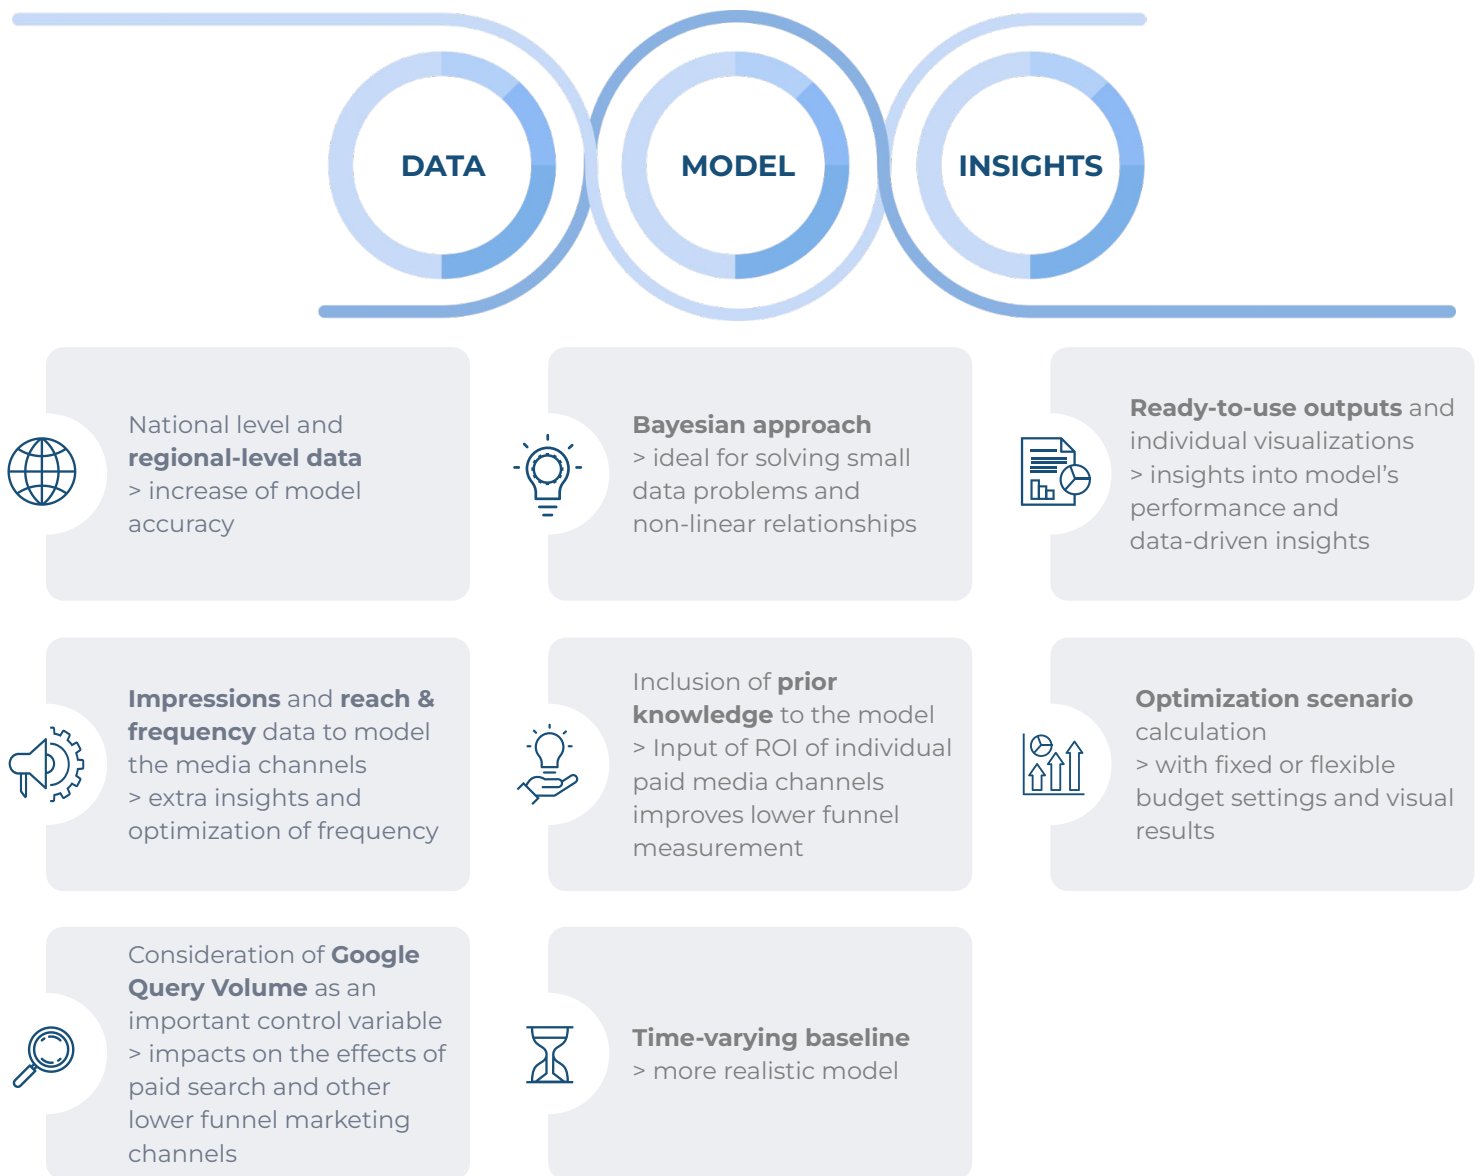 DATA
MODEL
INSIGHTS
National level and
regional-level data
> increase of model
accuracy
Bayesian approach
> ideal for solving small
data problems and
non-linear relationships
Ready-to-use outputs and
individual visualizations
> insights into model’s
performance and
data-driven insights
Impressions and reach &
frequency data to model
the media channels
> extra insights and
optimization of frequency
Inclusion of prior
knowledge to the model
> Input of ROI of individual
paid media channels
improves lower funnel
measurement
Optimization scenario
calculation
> with fixed or flexible
budget settings and visual
results
Consideration of Google
Query Volume as an
important control variable
> impacts on the effects of
paid search and other
lower funnel marketing
channels
Time-varying baseline
> more realistic model